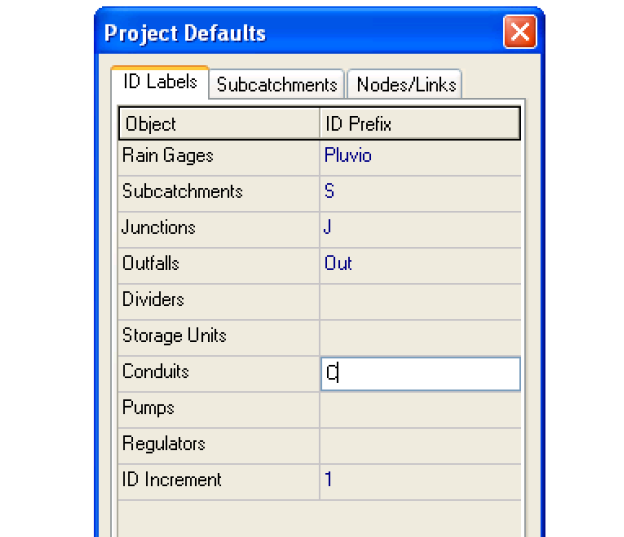 Project Defaults
ID Labels Subcatchments Nodes/Links
Object ID Prefix
Rain Gages Pluvio
Subcatchments S
Junctions J
Outfalls Out
Dividers
Storage Units
Conduits C
Pumps
Regulators
ID Increment 1